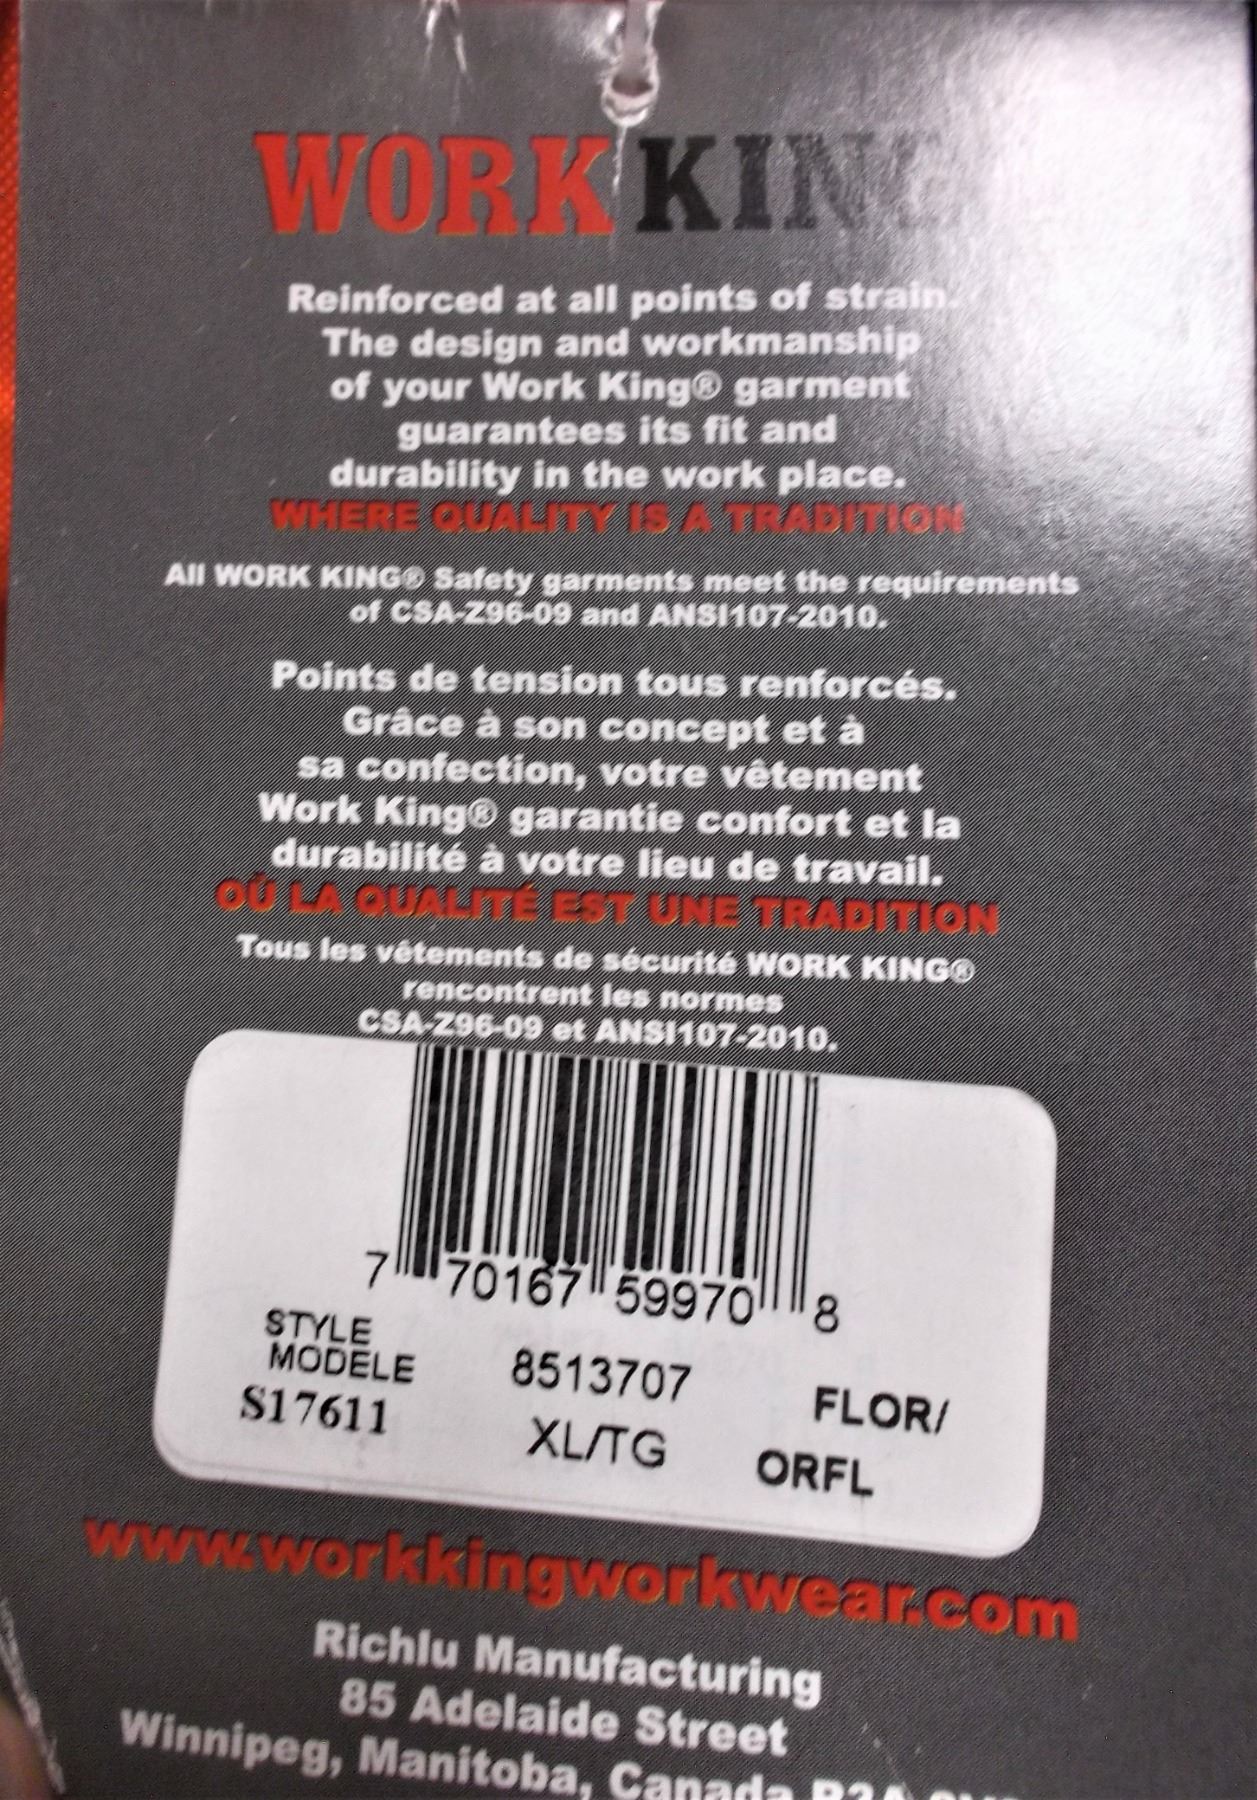 WORK KING
Reinforced at all points of strain.
The design and workmanship
of your Work King® garment
guarantees its fit and
durability in the work place.
WHERE QUALITY IS A TRADITION
All WORK KING® Safety garments meet the requirements
of CSA-Z96-09 and ANSI107-2010.
Points de tension tous renforcés.
Grâce à son concept et à
sa confection, votre vêtement
Work King® garantie confort et la
durabilité à votre lieu de travail.
OÙ LA QUALITÉ EST UNE TRADITION
Tous les vêtements de sécurité WORK KING®
rencontrent les normes
CSA-Z96-09 et ANSI107-2010.
7 70167 59970 8
STYLE
MODELE 8513707 FLOR/
S17611 XL/TG ORFL
www.workkingworkwear.com
Richlu Manufacturing
85 Adelaide Street
Winnipeg, Manitoba, Canada